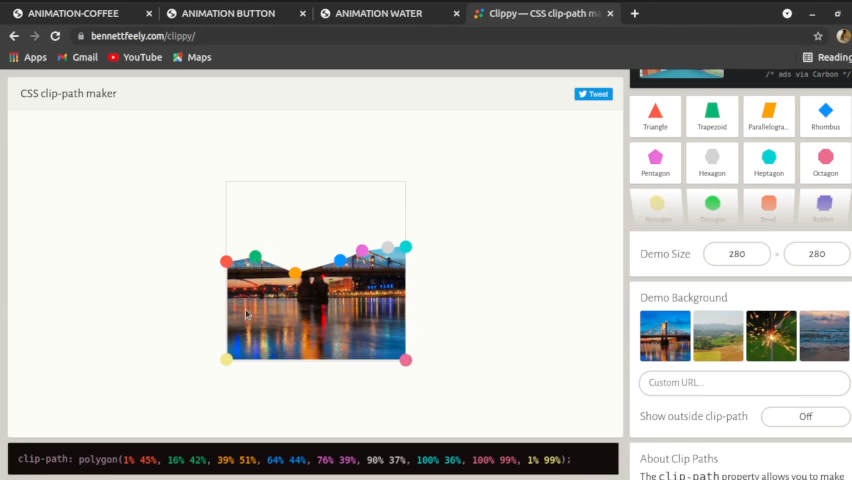 ANIMATION-COFFEE
ANIMATION BUTTON
ANIMATION WATER
Clippy — CSS clip-path ma
bennettfeely.com/clippy/
Apps
Gmail
YouTube
Maps
Reading
CSS clip-path maker
Tweet
/* ads via Carbon */
Triangle
Trapezoid
Parallelogra...
Rhombus
Pentagon
Hexagon
Heptagon
Octagon
Nonagon
Decagon
Bevel
Rabbet
Demo Size
280
×
280
Demo Background
Custom URL...
Show outside clip-path
Off
clip-path: polygon(1% 45%, 16% 42%, 39% 51%, 64% 44%, 76% 39%, 90% 37%, 100% 36%, 100% 99%, 1% 99%);
About Clip Paths
The clip-path property allows you to make